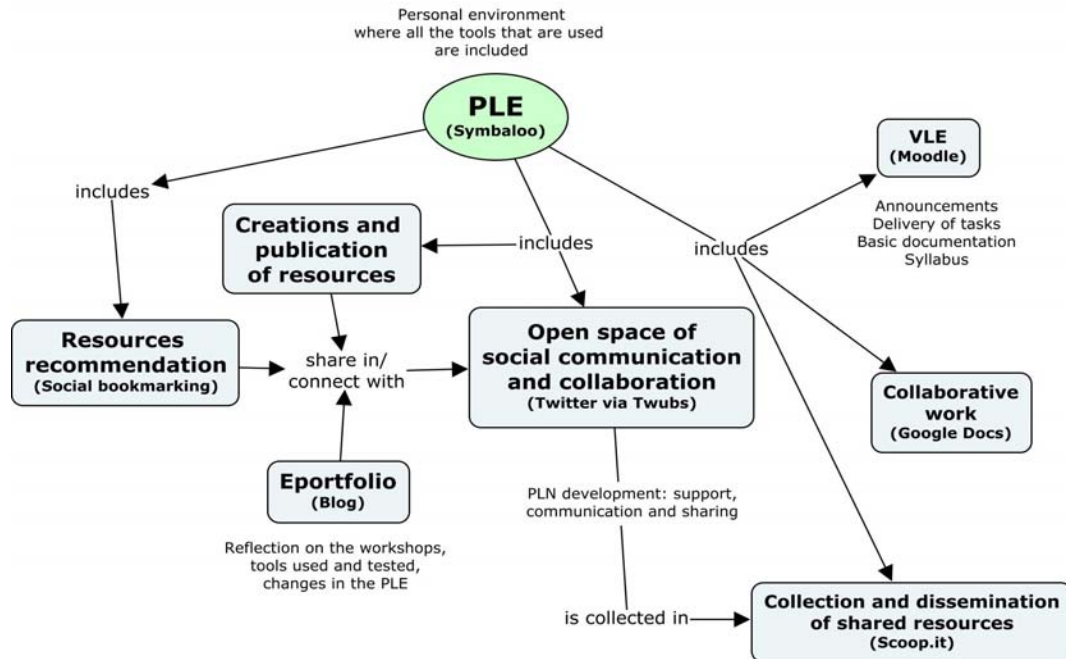 Personal environment
where all the tools that are used
are included
PLE
(Symbaloo)
VLE
(Moodle)
Announcements
Delivery of tasks
Basic documentation
Syllabus
includes
Creations and
publication
of resources
includes
includes
Resources
recommendation
(Social bookmarking)
share in/
connect with
Open space of
social communication
and collaboration
(Twitter via Twubs)
Collaborative
work
(Google Docs)
Eportfolio
(Blog)
Reflection on the workshops,
tools used and tested,
changes in the PLE
PLN development: support,
communication and sharing
is collected in
Collection and dissemination
of shared resources
(Scoop.it)